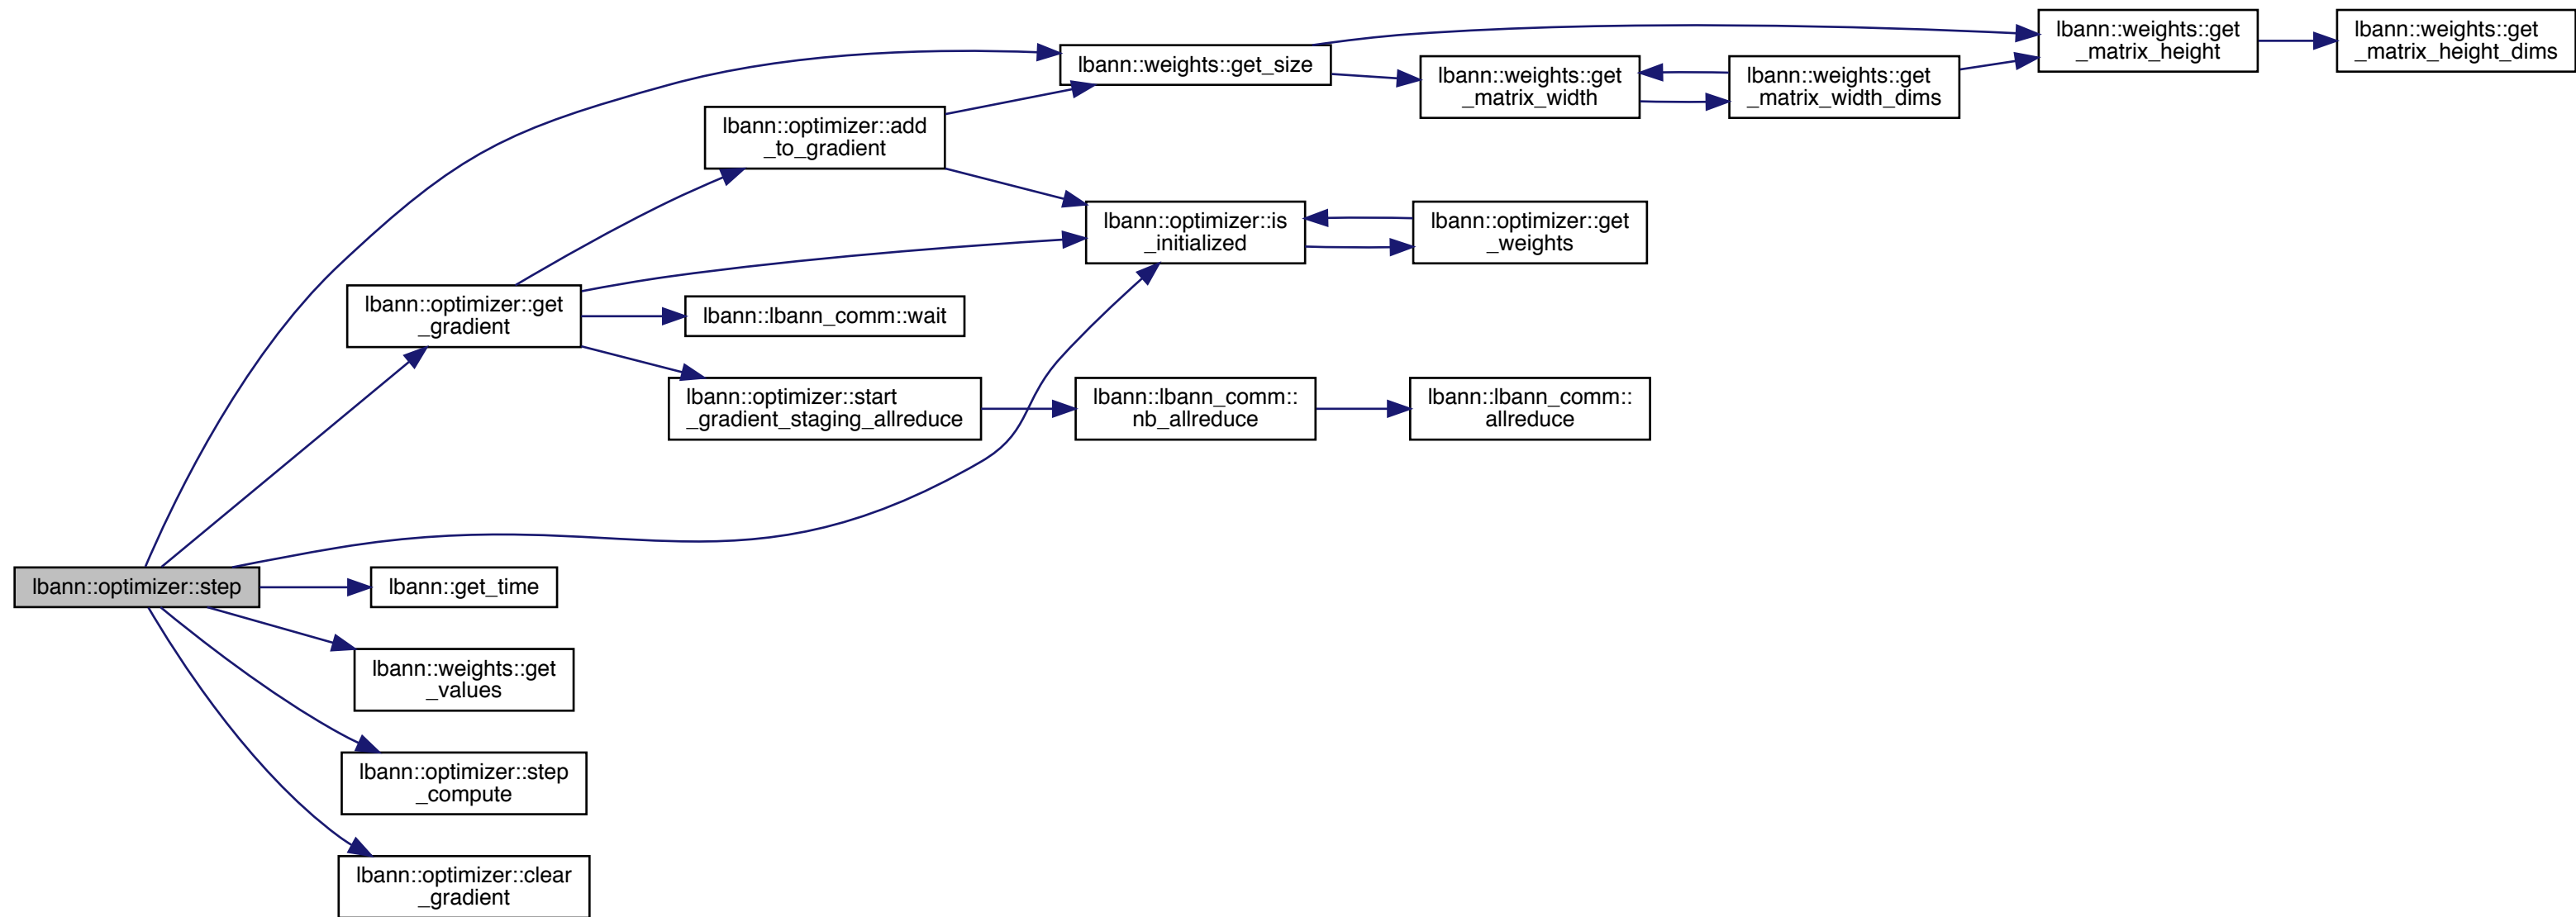 lbann::optimizer::step
lbann::weights::get_size
lbann::optimizer::get
_gradient
lbann::optimizer::add
_to_gradient
lbann::optimizer::is
_initialized
lbann::lbann_comm::wait
lbann::optimizer::start
_gradient_staging_allreduce
lbann::lbann_comm::
nb_allreduce
lbann::lbann_comm::
allreduce
lbann::optimizer::get
_weights
lbann::weights::get
_matrix_width
lbann::weights::get
_matrix_width_dims
lbann::weights::get
_matrix_height
lbann::weights::get
_matrix_height_dims
lbann::get_time
lbann::weights::get
_values
lbann::optimizer::step
_compute
lbann::optimizer::clear
_gradient